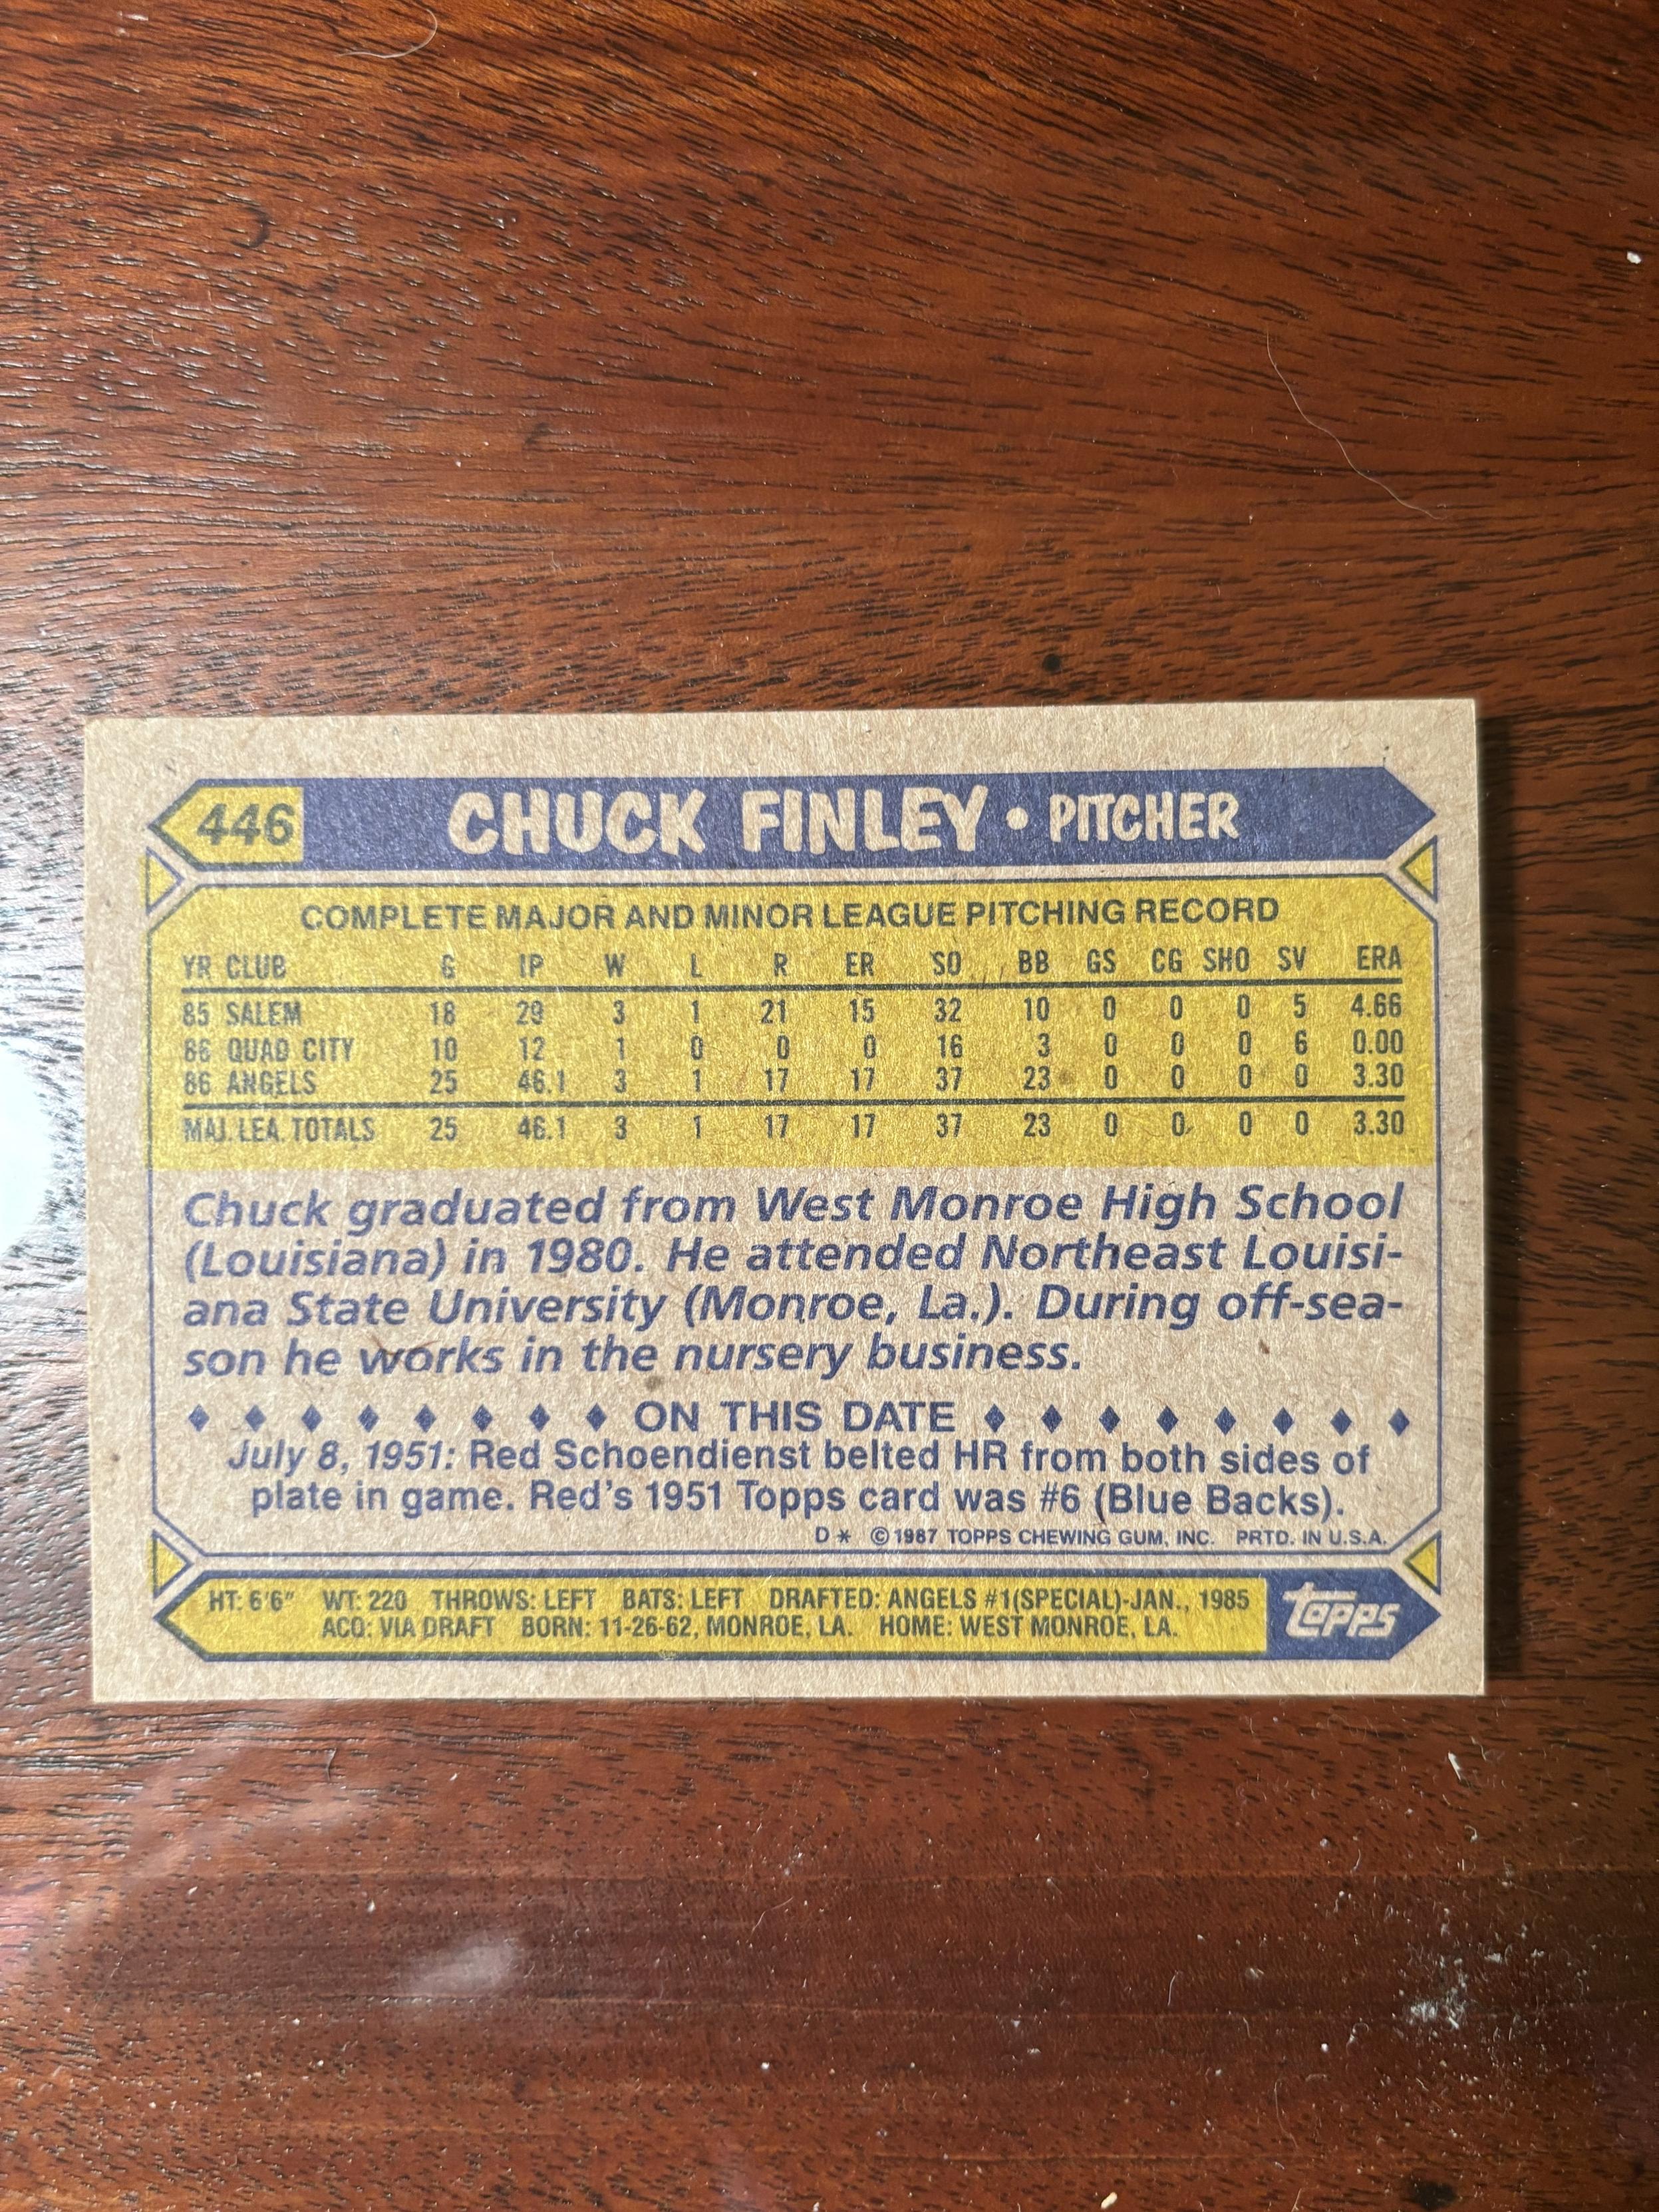 446 CHUCK FINLEY • PITCHER
COMPLETE MAJOR AND MINOR LEAGUE PITCHING RECORD
YR CLUB G IP W L R ER SO BB GS CG SHO SV ERA
85 SALEM 18 29 3 1 21 15 32 10 0 0 0 5 4.66
86 QUAD CITY 10 12 1 0 0 0 16 3 0 0 0 6 0.00
86 ANGELS 25 46.1 3 1 17 17 37 23 0 0 0 0 3.30
MAJ. LEA. TOTALS 25 46.1 3 1 17 17 37 23 0 0 0 0 3.30
Chuck graduated from West Monroe High School
(Louisiana) in 1980. He attended Northeast Louisi-
ana State University (Monroe, La.). During off-sea-
son he works in the nursery business.
♦ ♦ ♦ ♦ ♦ ♦ ♦ ♦ ON THIS DATE ♦ ♦ ♦ ♦ ♦ ♦ ♦ ♦
July 8, 1951: Red Schoendienst belted HR from both sides of
plate in game. Red's 1951 Topps card was #6 (Blue Backs).
D* ©1987 TOPPS CHEWING GUM, INC. PRTD. IN U.S.A.
HT: 6'6" WT: 220 THROWS: LEFT BATS: LEFT DRAFTED: ANGELS #1(SPECIAL)-JAN., 1985
ACQ: VIA DRAFT BORN: 11-26-62, MONROE, LA. HOME: WEST MONROE, LA.
topps